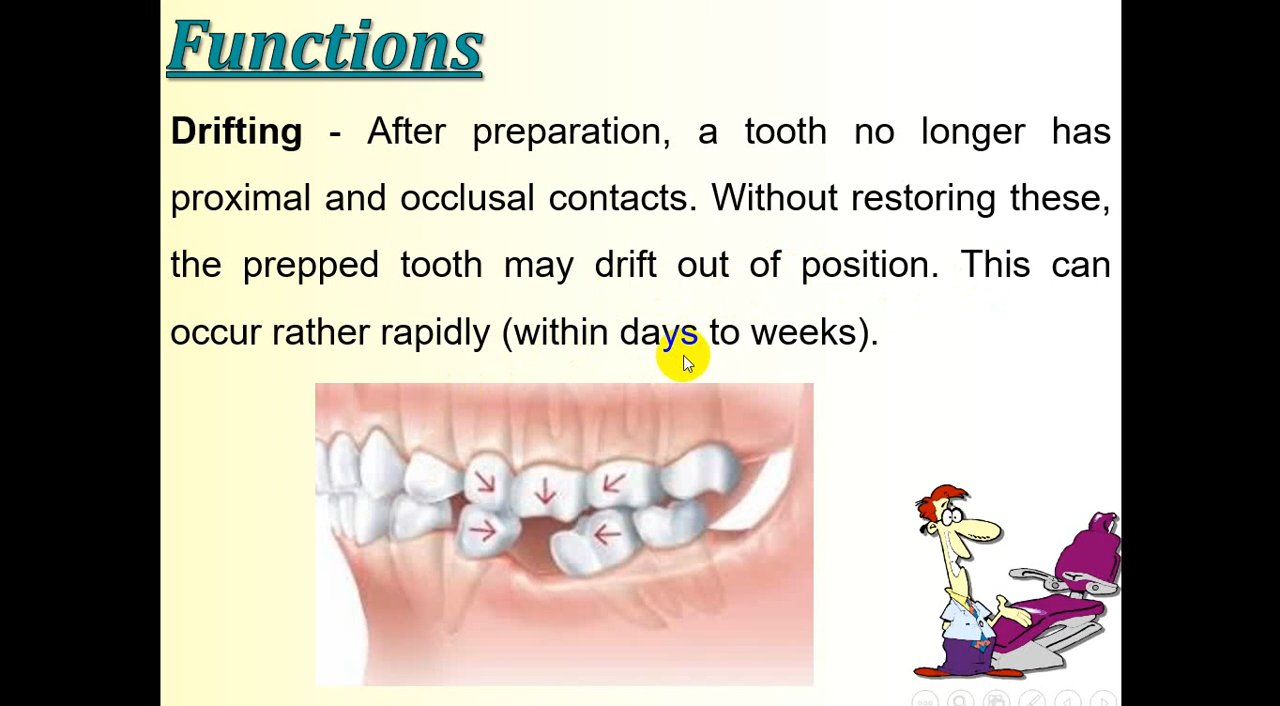 Functions
Drifting - After preparation, a tooth no longer has
proximal and occlusal contacts. Without restoring these,
the prepped tooth may drift out of position. This can
occur rather rapidly (within days to weeks).